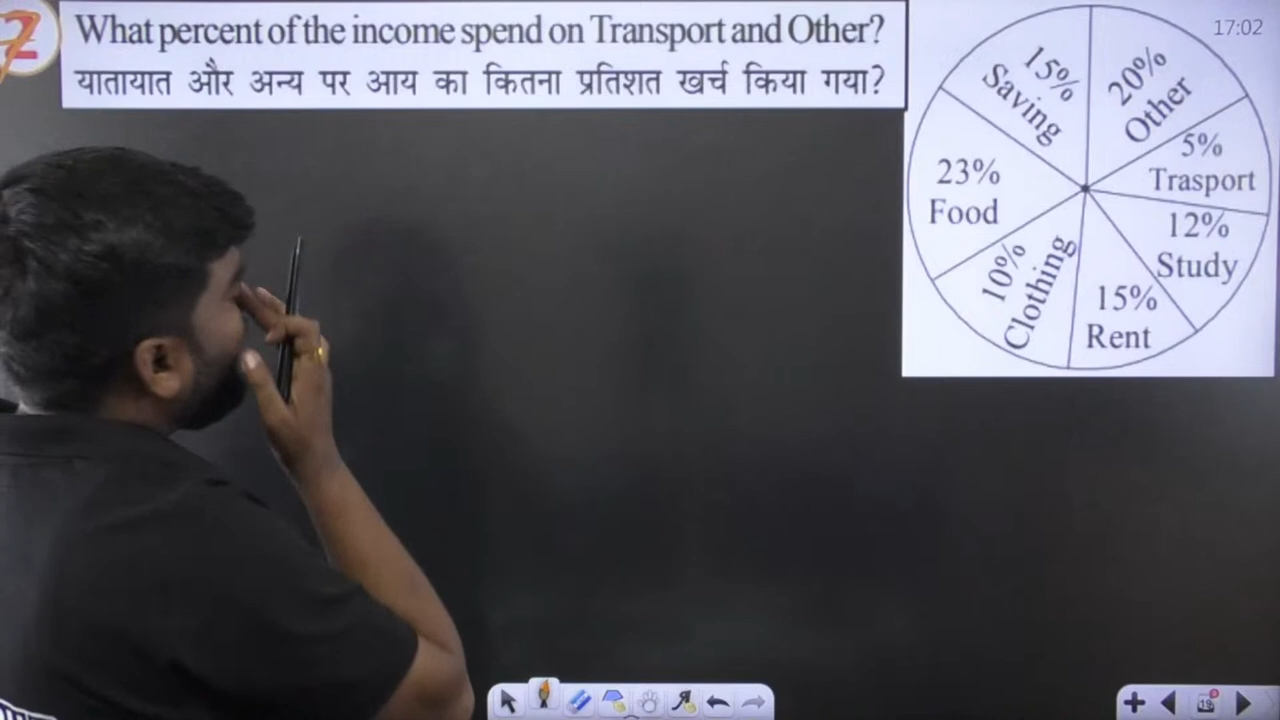 What percent of the income spend on Transport and Other?
यातायात और अन्य पर आय का कितना प्रतिशत खर्च किया गया?
17:02
15%
Saving
20%
Other
5%
Trasport
23%
Food
12%
Study
10%
Clothing
15%
Rent
19